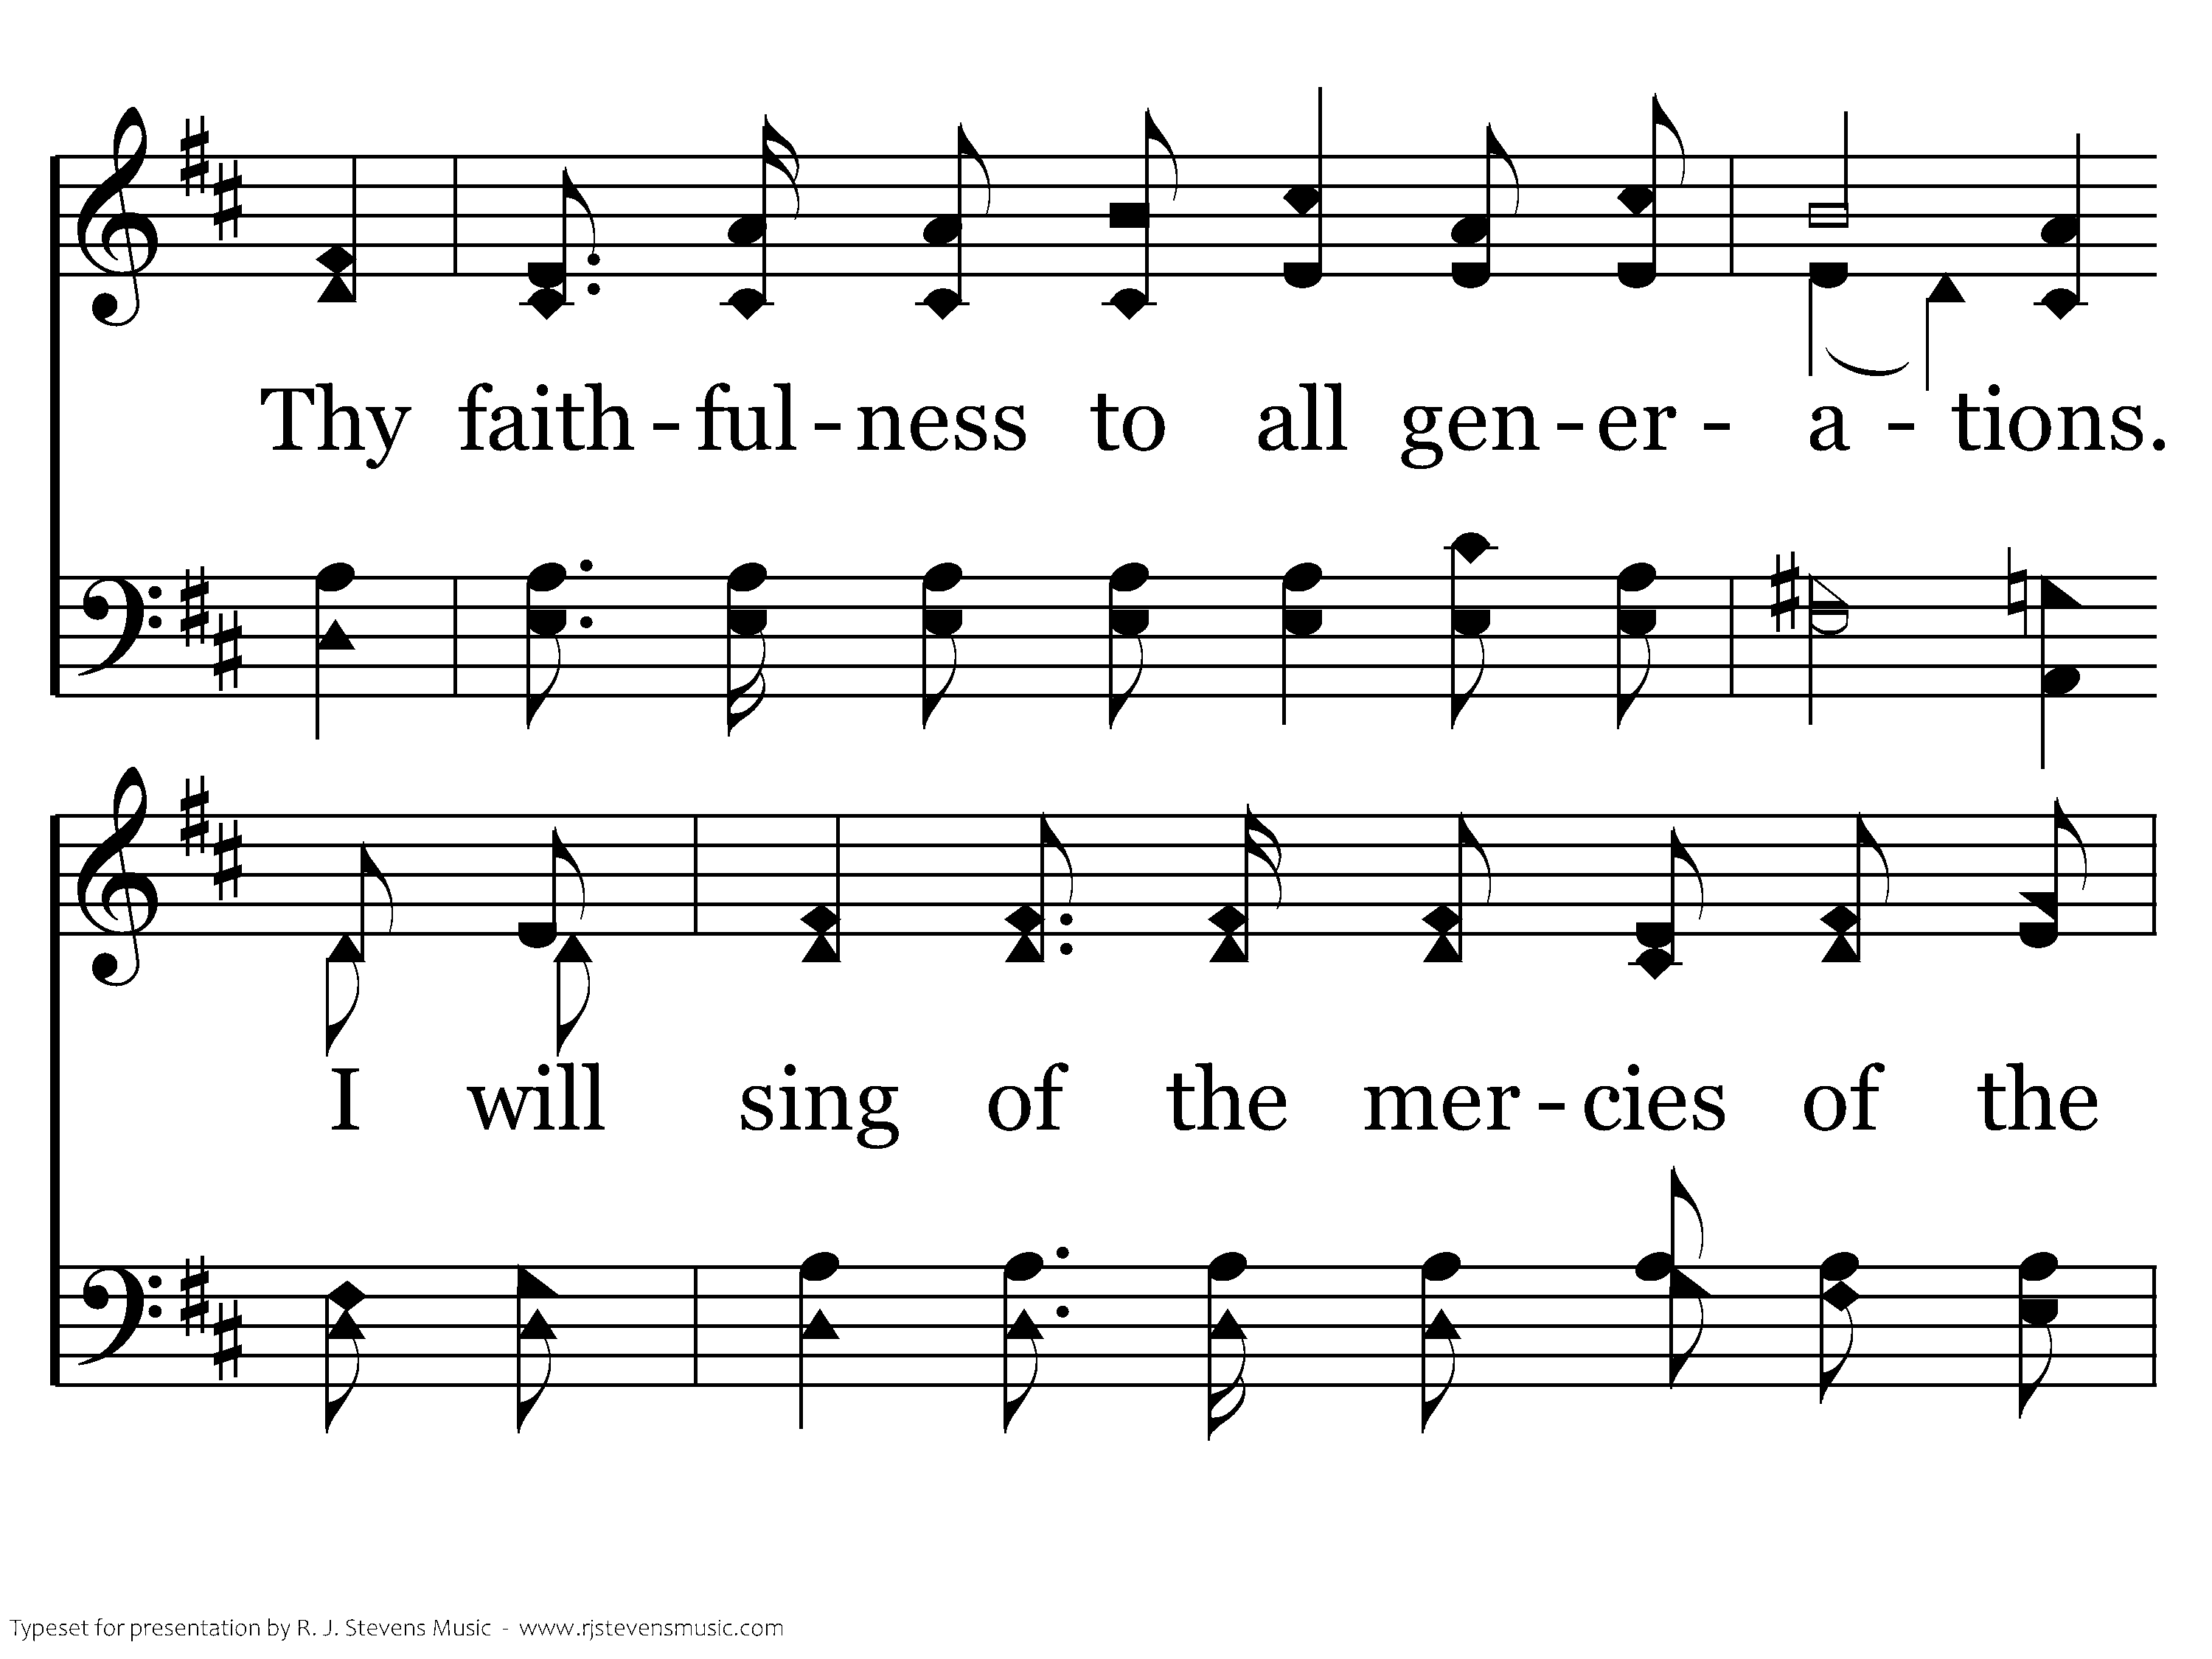 Thy faith - ful - ness to all gen - er - a - tions.
I will sing of the mer - cies of the
Typeset for presentation by R. J. Stevens Music - www.rjstevensmusic.com